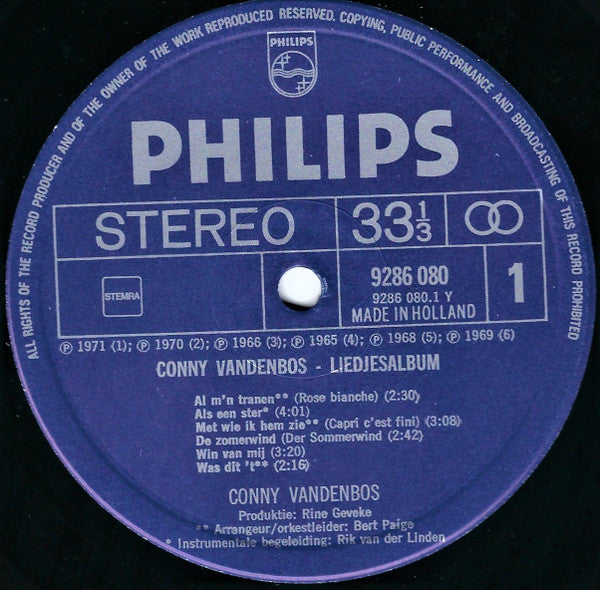 ALL RIGHTS OF THE RECORD PRODUCER AND OF THE OWNER OF THE WORK REPRODUCED RESERVED. COPYING, PUBLIC PERFORMANCE AND BROADCASTING OF THIS RECORD PROHIBITED
PHILIPS
PHILIPS
STEREO 33 1/3
STEMRA 9286 080 1
9286 080.1 Y
MADE IN HOLLAND
Ⓟ 1971 (1); Ⓟ 1970 (2); Ⓟ 1966 (3); Ⓟ 1965 (4); Ⓟ 1968 (5); Ⓟ 1969 (6)
CONNY VANDENBOS - LIEDJESALBUM
Al m'n tranen** (Rose bianche) (2:30)
Als een ster* (4:01)
Met wie ik hem zie** (Capri c'est fini) (3:08)
De zomerwind (Der Sommerwind) (2:42)
Win van mij (3:20)
Was dit 't** (2:16)
CONNY VANDENBOS
Produktie: Rine Geveke
** Arrangeur/orkestleider: Bert Paige
* Instrumentale begeleiding: Rik van der Linden